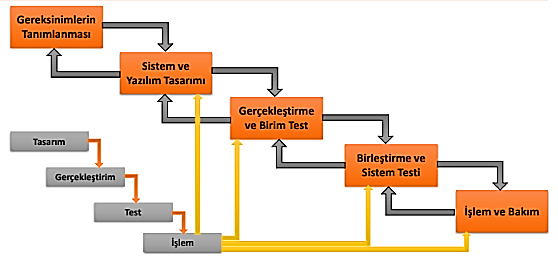 Gereksinimlerin
Tanımlanması
Sistem ve
Yazılım Tasarımı
Gerçekleştirme
ve Birim Test
Birleştirme ve
Sistem Testi
İşlem ve Bakım
Tasarım
Gerçekleştirim
Test
İşlem